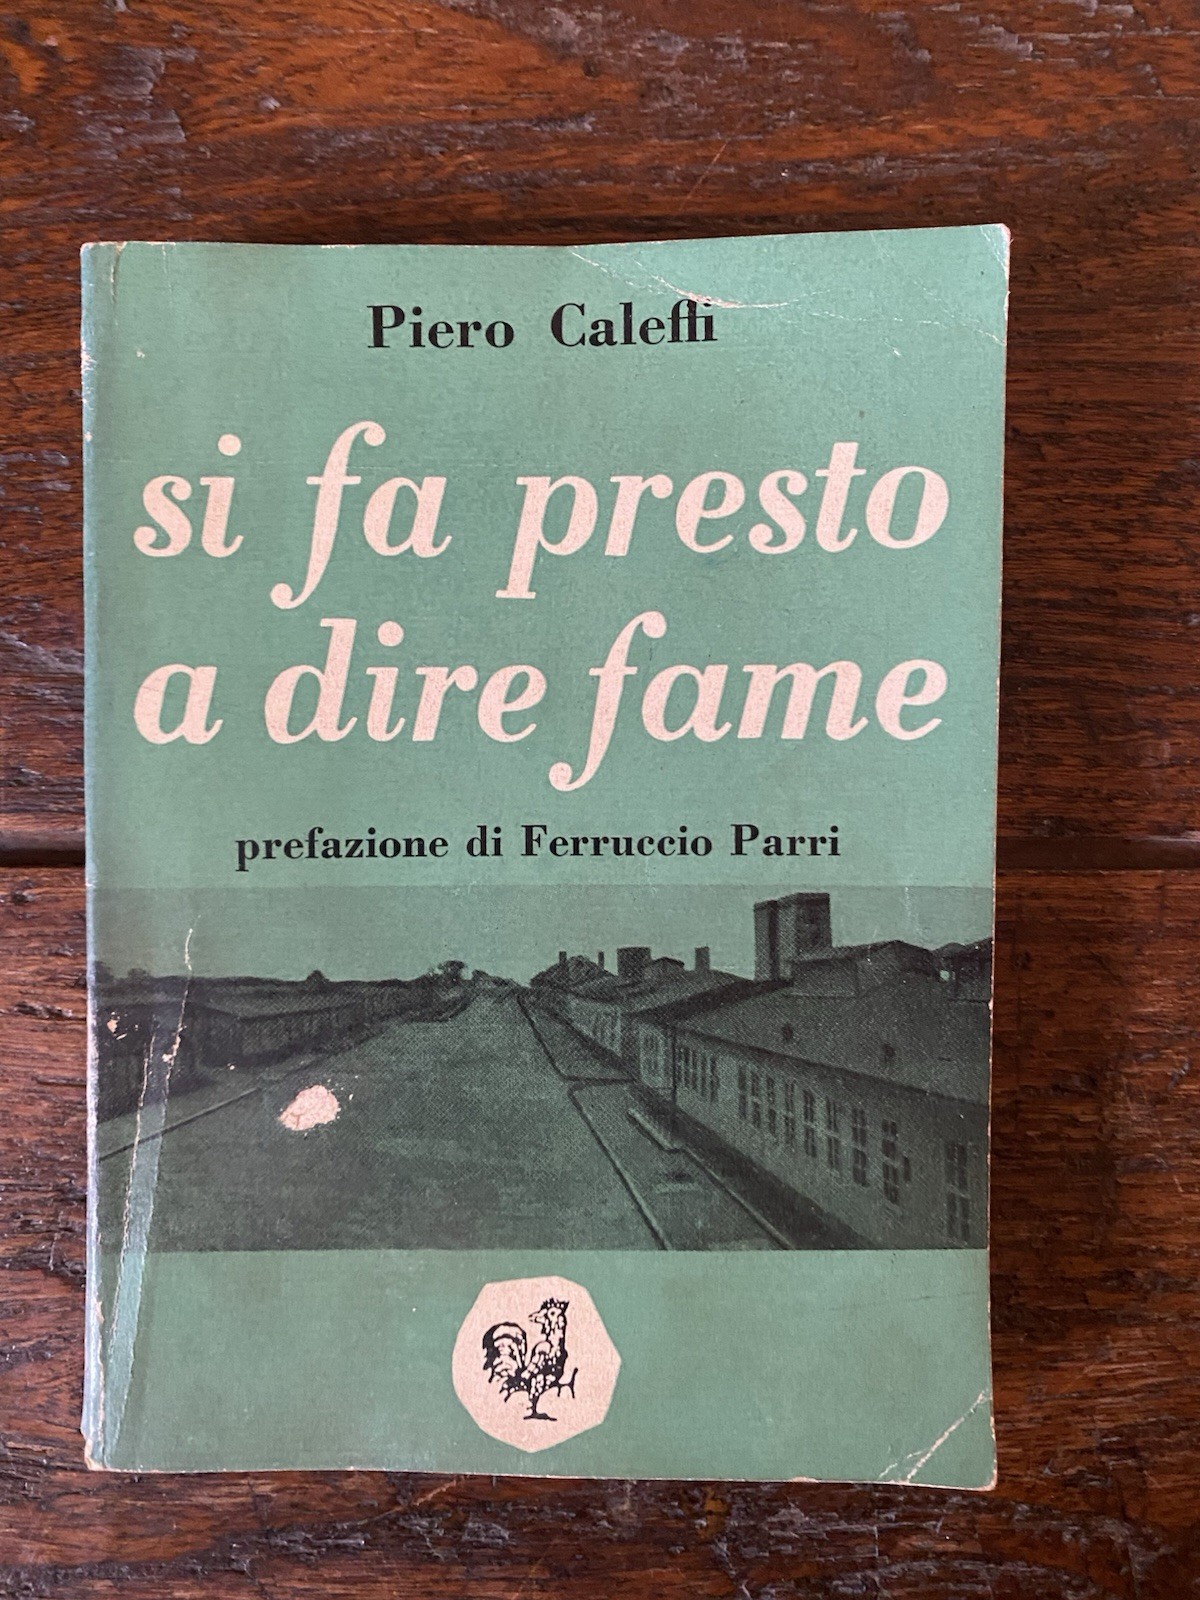 Piero Caleffi
si fa presto
a dire fame
prefazione di Ferruccio Parri